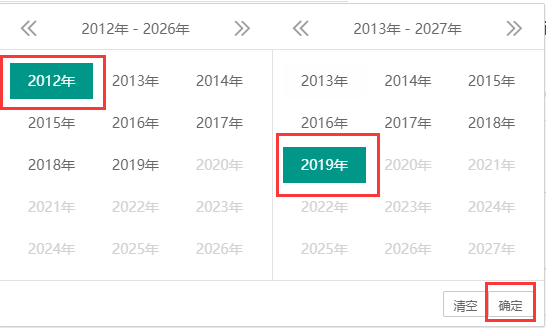 2012年 - 2026年
2012年 2013年 2014年
2015年 2016年 2017年
2018年 2019年 2020年
2021年 2022年 2023年
2024年 2025年 2026年
2013年 - 2027年
2013年 2014年 2015年
2016年 2017年 2018年
2019年 2020年 2021年
2022年 2023年 2024年
2025年 2026年 2027年
清空 确定